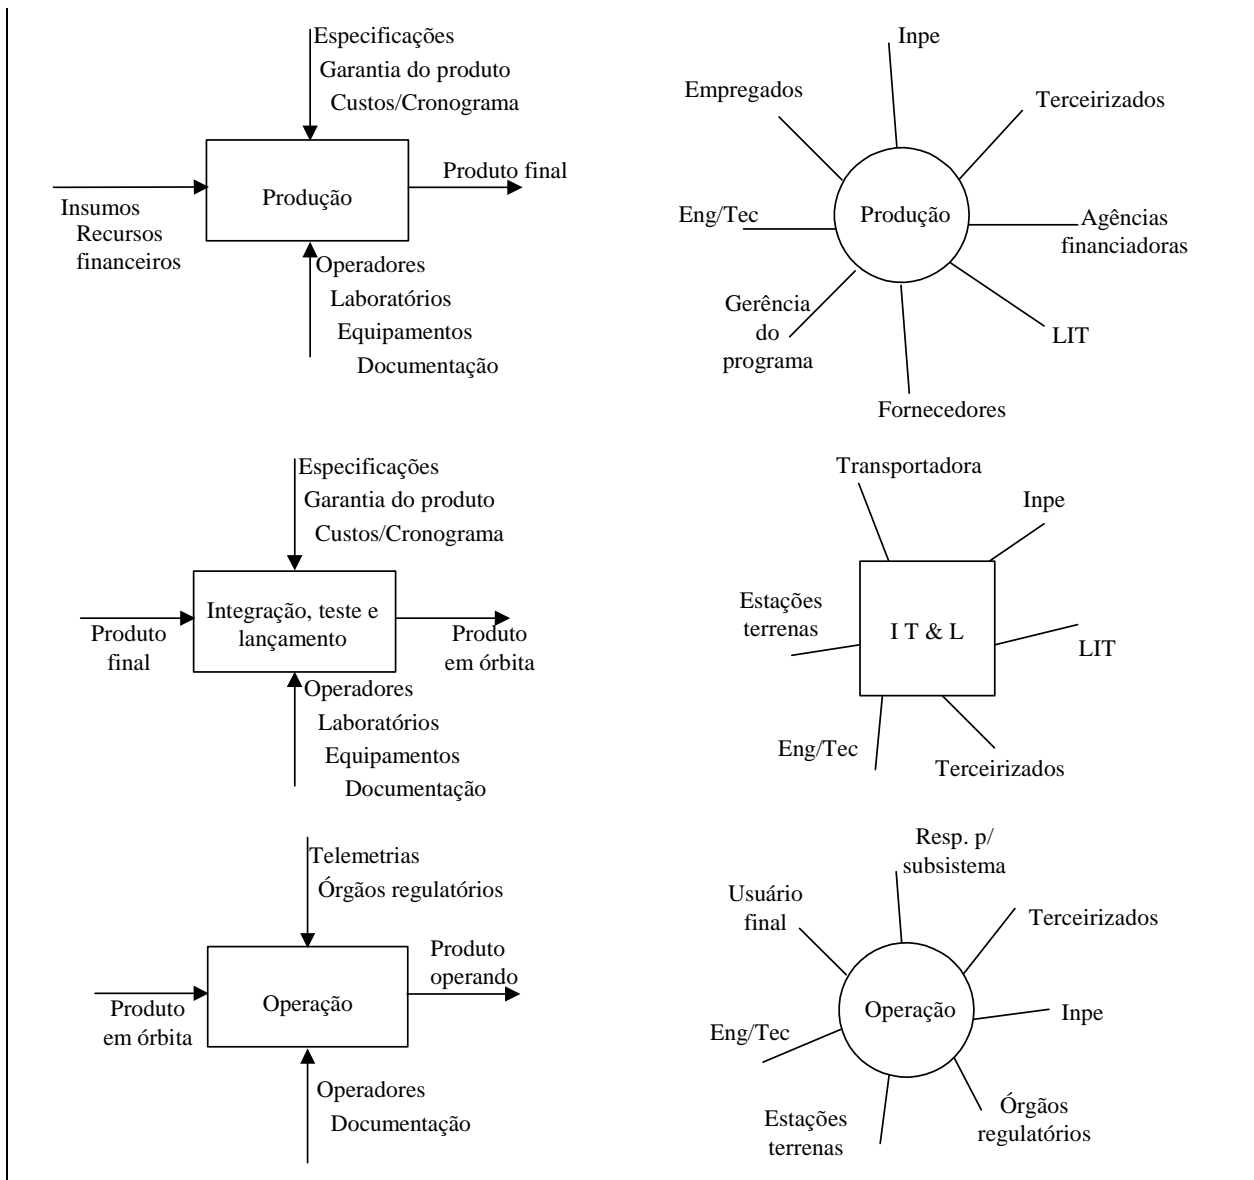 Especificações
Garantia do produto
Custos/Cronograma
Produção
Produto final
Insumos
Recursos
financeiros
Operadores
Laboratórios
Equipamentos
Documentação
Inpe
Empregados
Terceirizados
Eng/Tec
Produção
Agências
financiadoras
Gerência
do
programa
LIT
Fornecedores
Especificações
Garantia do produto
Custos/Cronograma
Integração, teste e
lançamento
Produto
final
Produto
em órbita
Operadores
Laboratórios
Equipamentos
Documentação
Transportadora
Inpe
Estações
terrenas
I T & L
LIT
Eng/Tec
Terceirizados
Telemetrias
Órgãos regulatórios
Produto
operando
Operação
Produto
em órbita
Operadores
Documentação
Resp. p/
subsistema
Usuário
final
Terceirizados
Operação
Inpe
Eng/Tec
Estações
terrenas
Órgãos
regulatórios